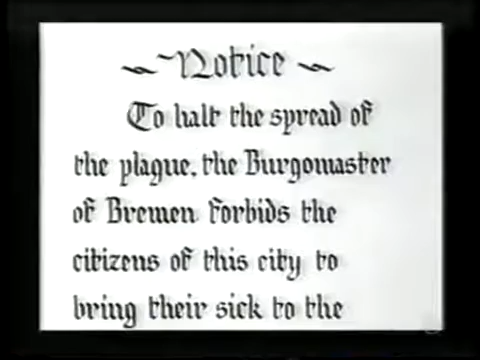 Notice
To halt the spread of
the plague, the Burgomaster
of Bremen forbids the
citizens of this city to
bring their sick to the